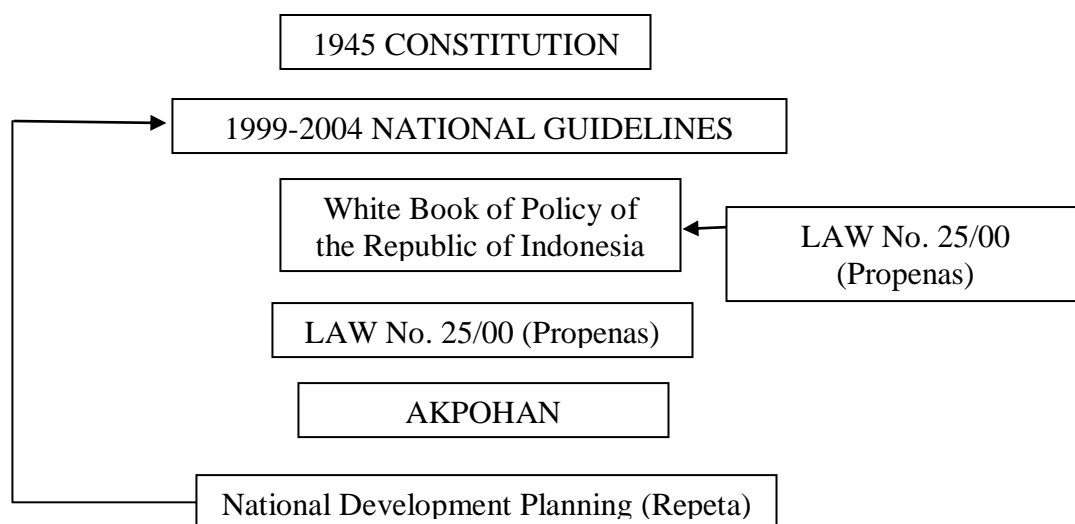 1945 CONSTITUTION
1999-2004 NATIONAL GUIDELINES
White Book of Policy of
the Republic of Indonesia
LAW No. 25/00
(Propenas)
LAW No. 25/00 (Propenas)
AKPOHAN
National Development Planning (Repeta)